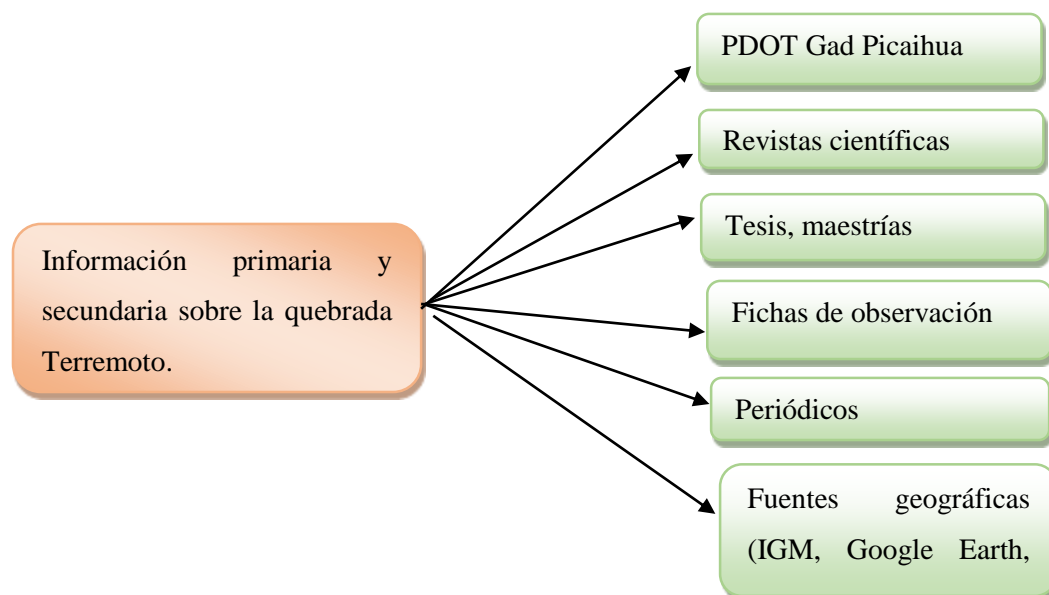 Información primaria y
secundaria sobre la quebrada
Terremoto.
PDOT Gad Picaihua
Revistas científicas
Tesis, maestrías
Fichas de observación
Periódicos
Fuentes geográficas
(IGM, Google Earth,